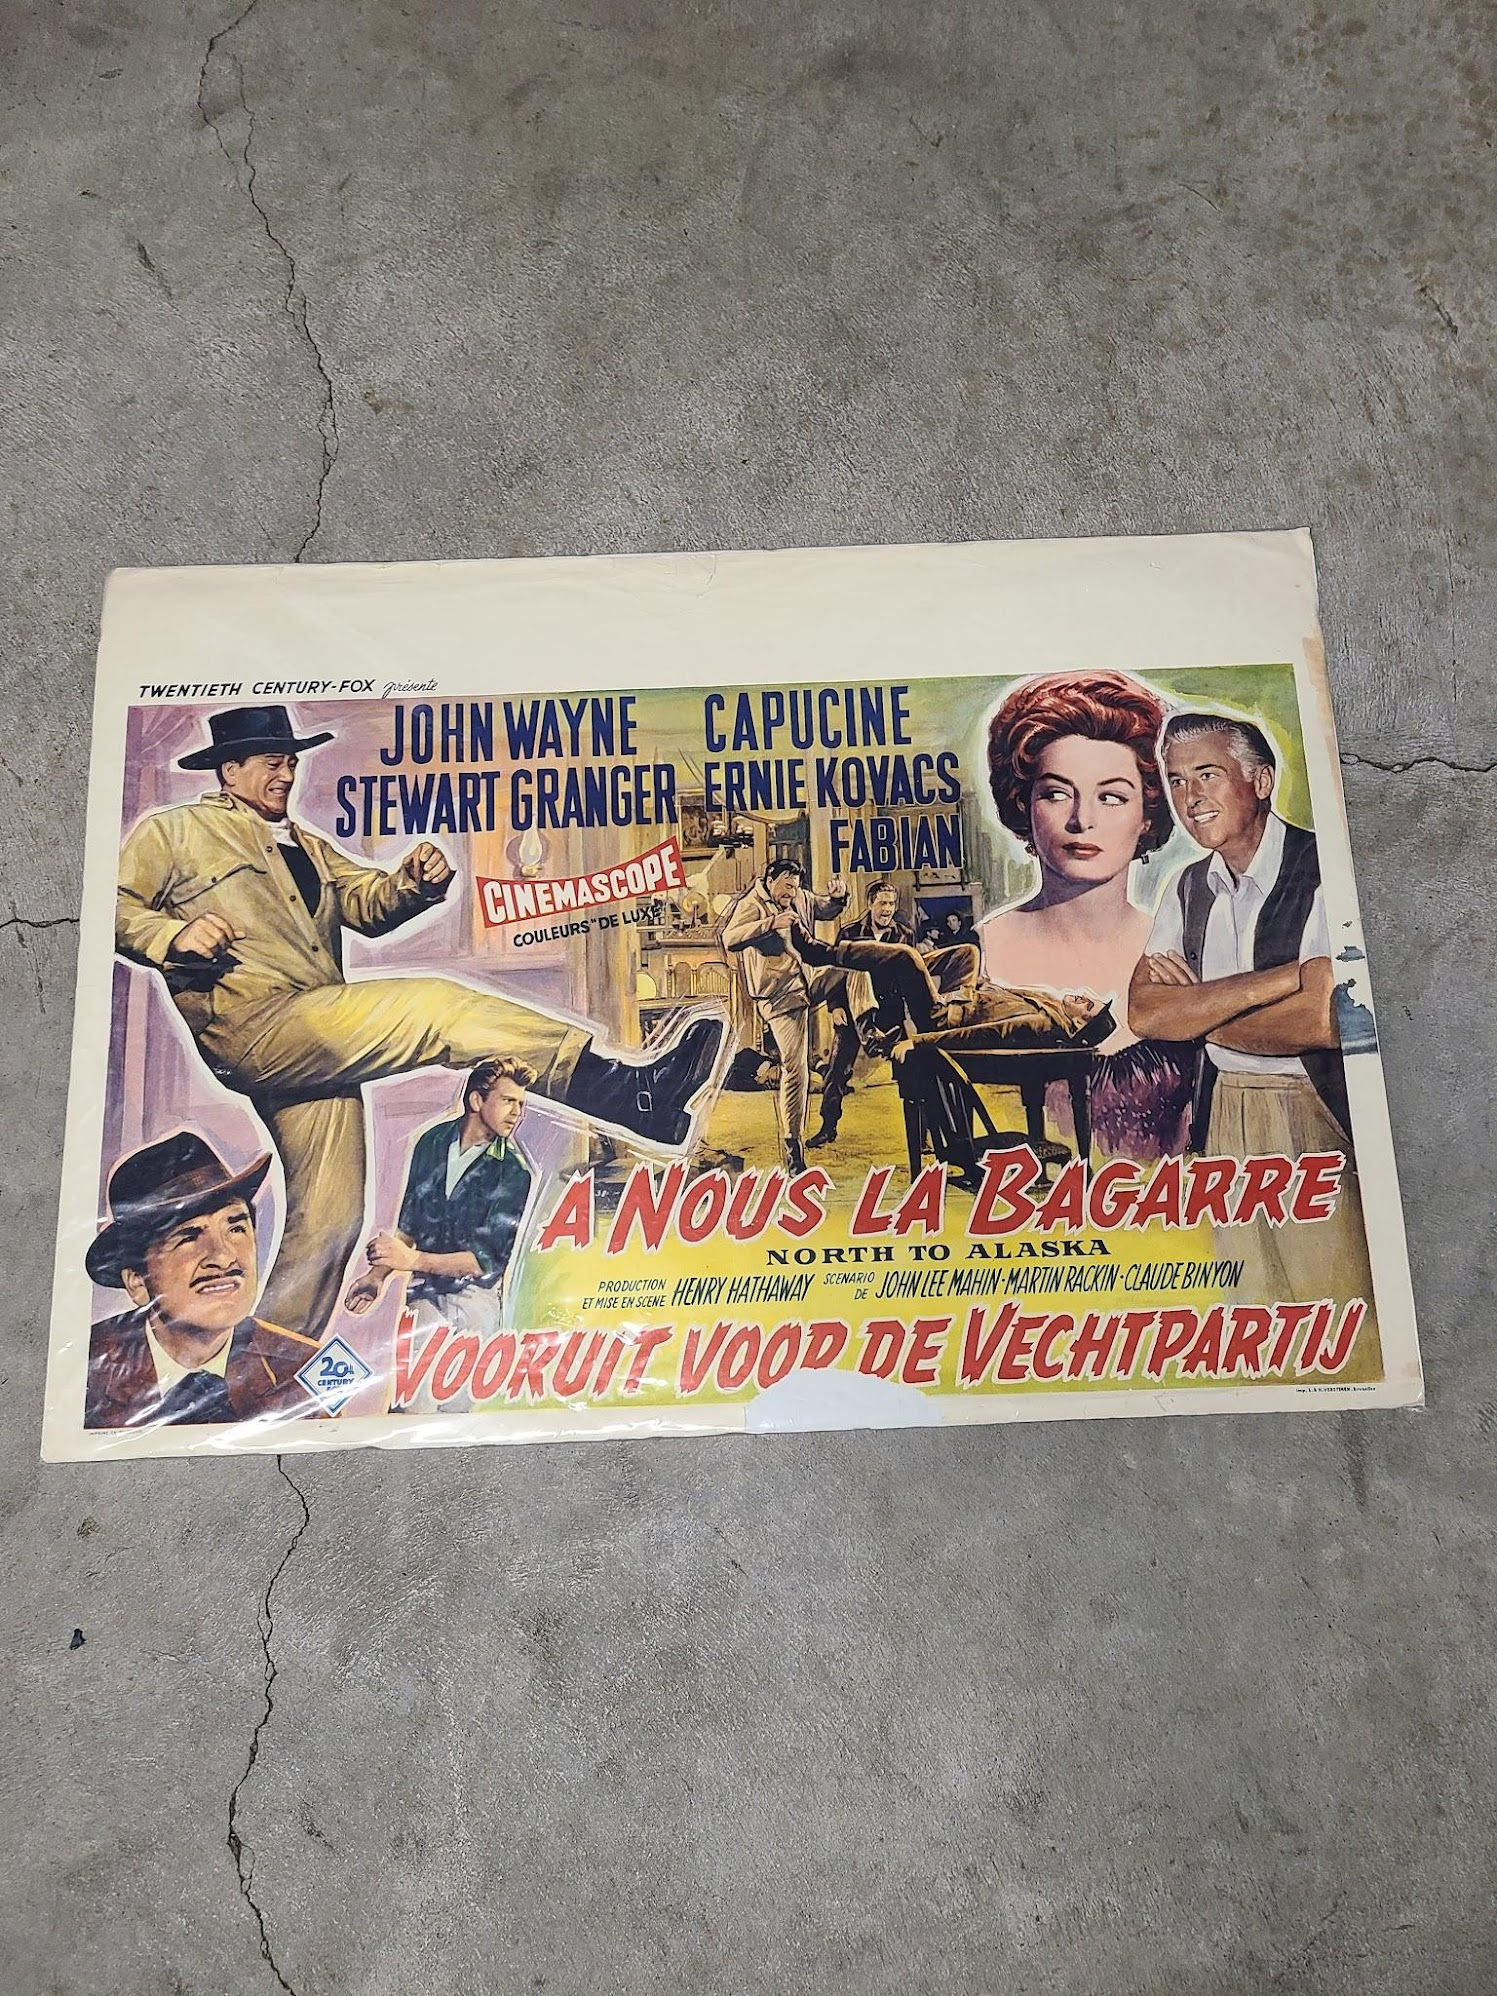 TWENTIETH CENTURY-FOX présente
JOHN WAYNE
STEWART GRANGER
CAPUCINE
ERNIE KOVACS
FABIAN
CINEMASCOPE
COULEURS "DE LUXE"
A NOUS LA BAGARRE
NORTH TO ALASKA
PRODUCTION ET MISE EN SCENE HENRY HATHAWAY SCENARIO DE JOHN LEE MAHIN · MARTIN RACKIN · CLAUDE BINYON
VOORUIT VOOR DE VECHTPARTIJ
20th
CENTURY
FOX